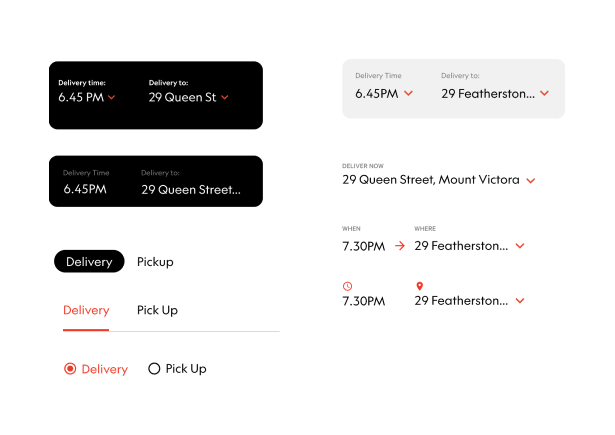 Delivery time: Delivery to:
6.45 PM 29 Queen St
Delivery Time Delivery to:
6.45PM 29 Queen Street...
Delivery Pickup
Delivery Pick Up
Delivery Pick Up
Delivery Time Delivery to:
6.45PM 29 Featherston...
DELIVER NOW
29 Queen Street, Mount Victora
WHEN WHERE
7.30PM 29 Featherston...
7.30PM 29 Featherston...